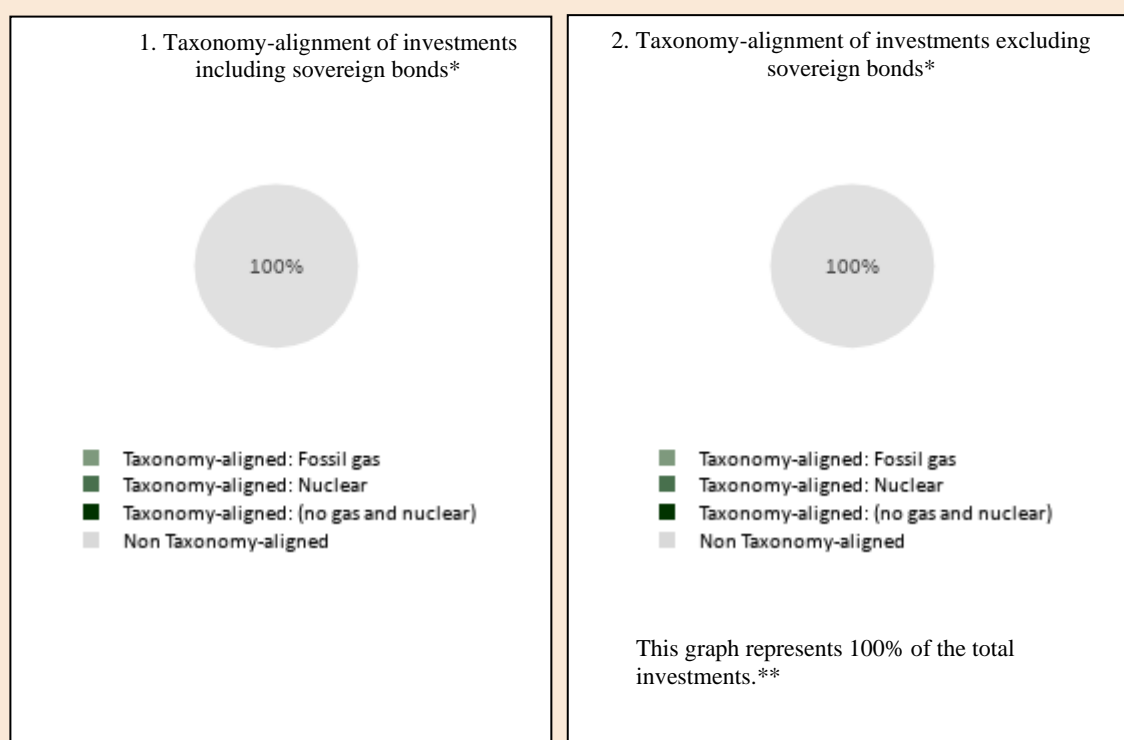 1. Taxonomy-alignment of investments
including sovereign bonds*
100%
Taxonomy-aligned: Fossil gas
Taxonomy-aligned: Nuclear
Taxonomy-aligned: (no gas and nuclear)
Non Taxonomy-aligned
2. Taxonomy-alignment of investments excluding
sovereign bonds*
100%
Taxonomy-aligned: Fossil gas
Taxonomy-aligned: Nuclear
Taxonomy-aligned: (no gas and nuclear)
Non Taxonomy-aligned
This graph represents 100% of the total
investments.**